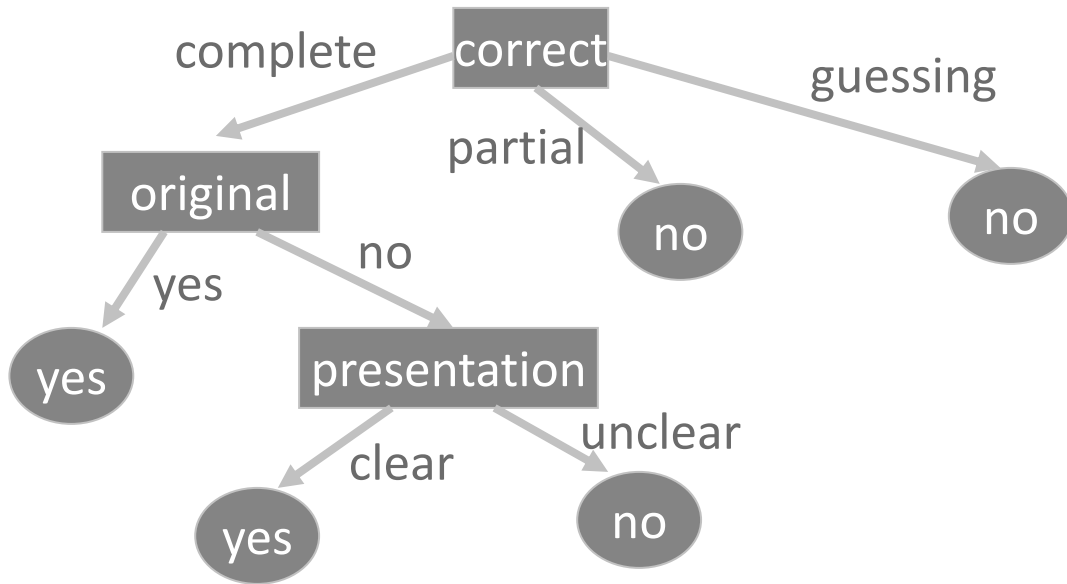 correct
complete
guessing
partial
original
no
no
no
yes
presentation
yes
unclear
clear
no
yes